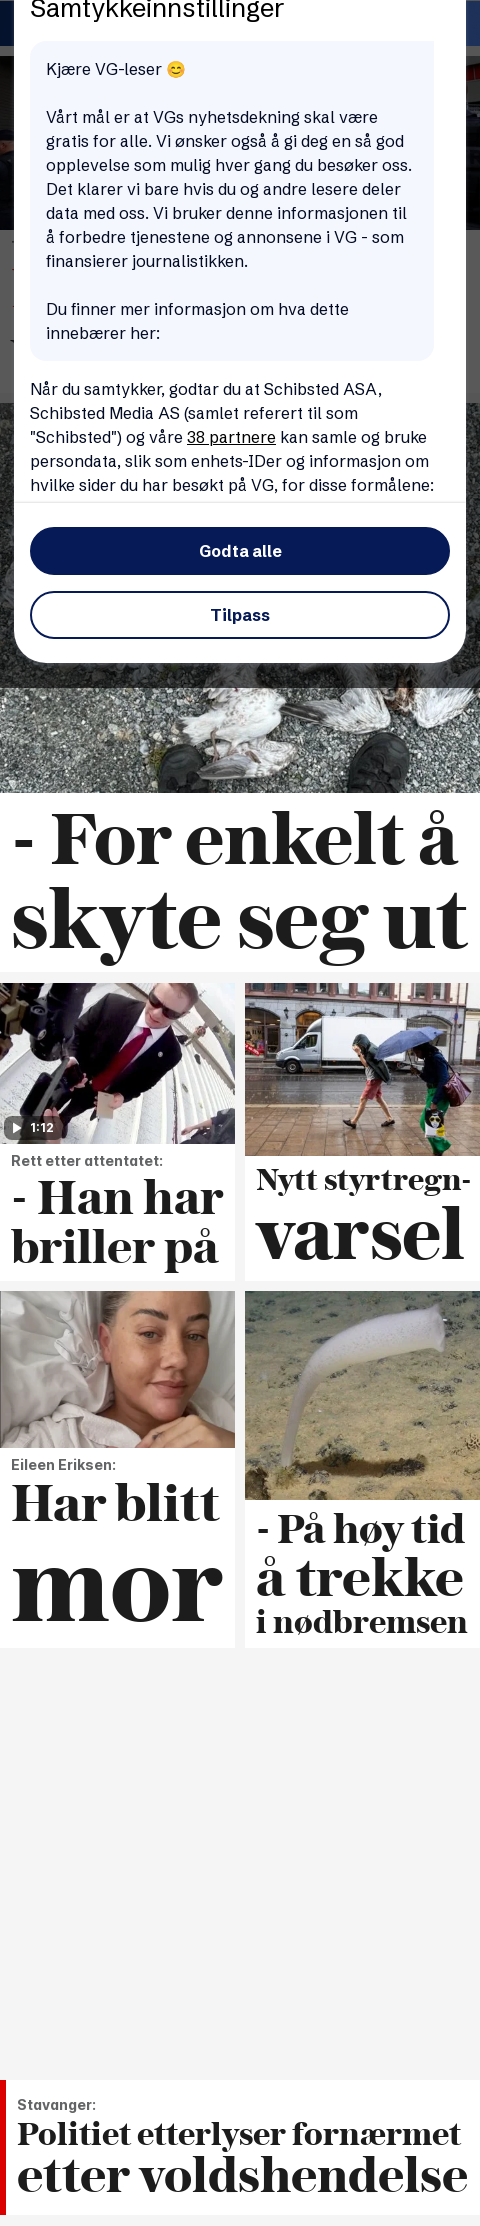 Samtykkeinnstillinger
Kjære VG-leser 😊
Vårt mål er at VGs nyhetsdekning skal være
gratis for alle. Vi ønsker også å gi deg en så god
opplevelse som mulig hver gang du besøker oss.
Det klarer vi bare hvis du og andre lesere deler
data med oss. Vi bruker denne informasjonen til
å forbedre tjenestene og annonsene i VG - som
finansierer journalistikken.
Du finner mer informasjon om hva dette
innebærer her:
Når du samtykker, godtar du at Schibsted ASA,
Schibsted Media AS (samlet referert til som
"Schibsted") og våre 38 partnere kan samle og bruke
persondata, slik som enhets-IDer og informasjon om
hvilke sider du har besøkt på VG, for disse formålene:
Godta alle
Tilpass
- For enkelt å
skyte seg ut
1:12
Rett etter attentatet:
- Han har
briller på
Nytt styrtregn-
varsel
Eileen Eriksen:
Har blitt
mor
- På høy tid
å trekke
i nødbremsen
Stavanger:
Politiet etterlyser fornærmet
etter voldshendelse